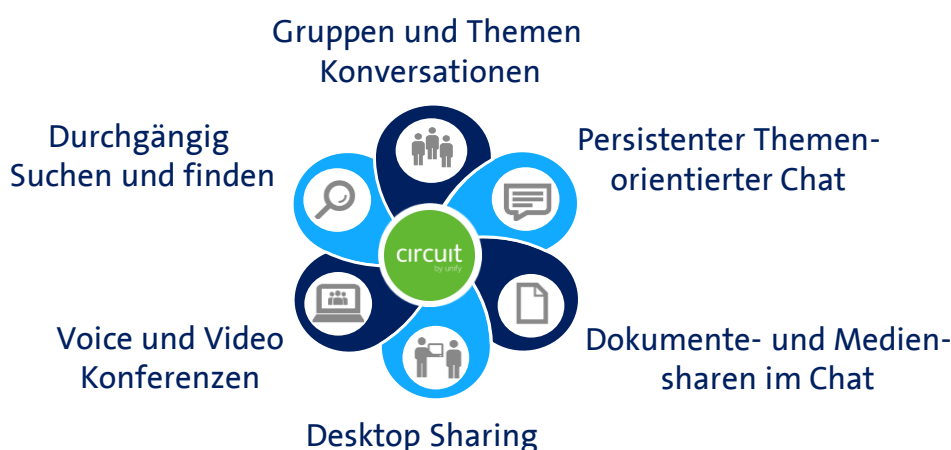 Gruppen und Themen
Konversationen
Durchgängig
Suchen und finden
Persistenter Themen-
orientierter Chat
circuit
by unify
Voice und Video
Konferenzen
Dokumente- und Medien-
sharen im Chat
Desktop Sharing